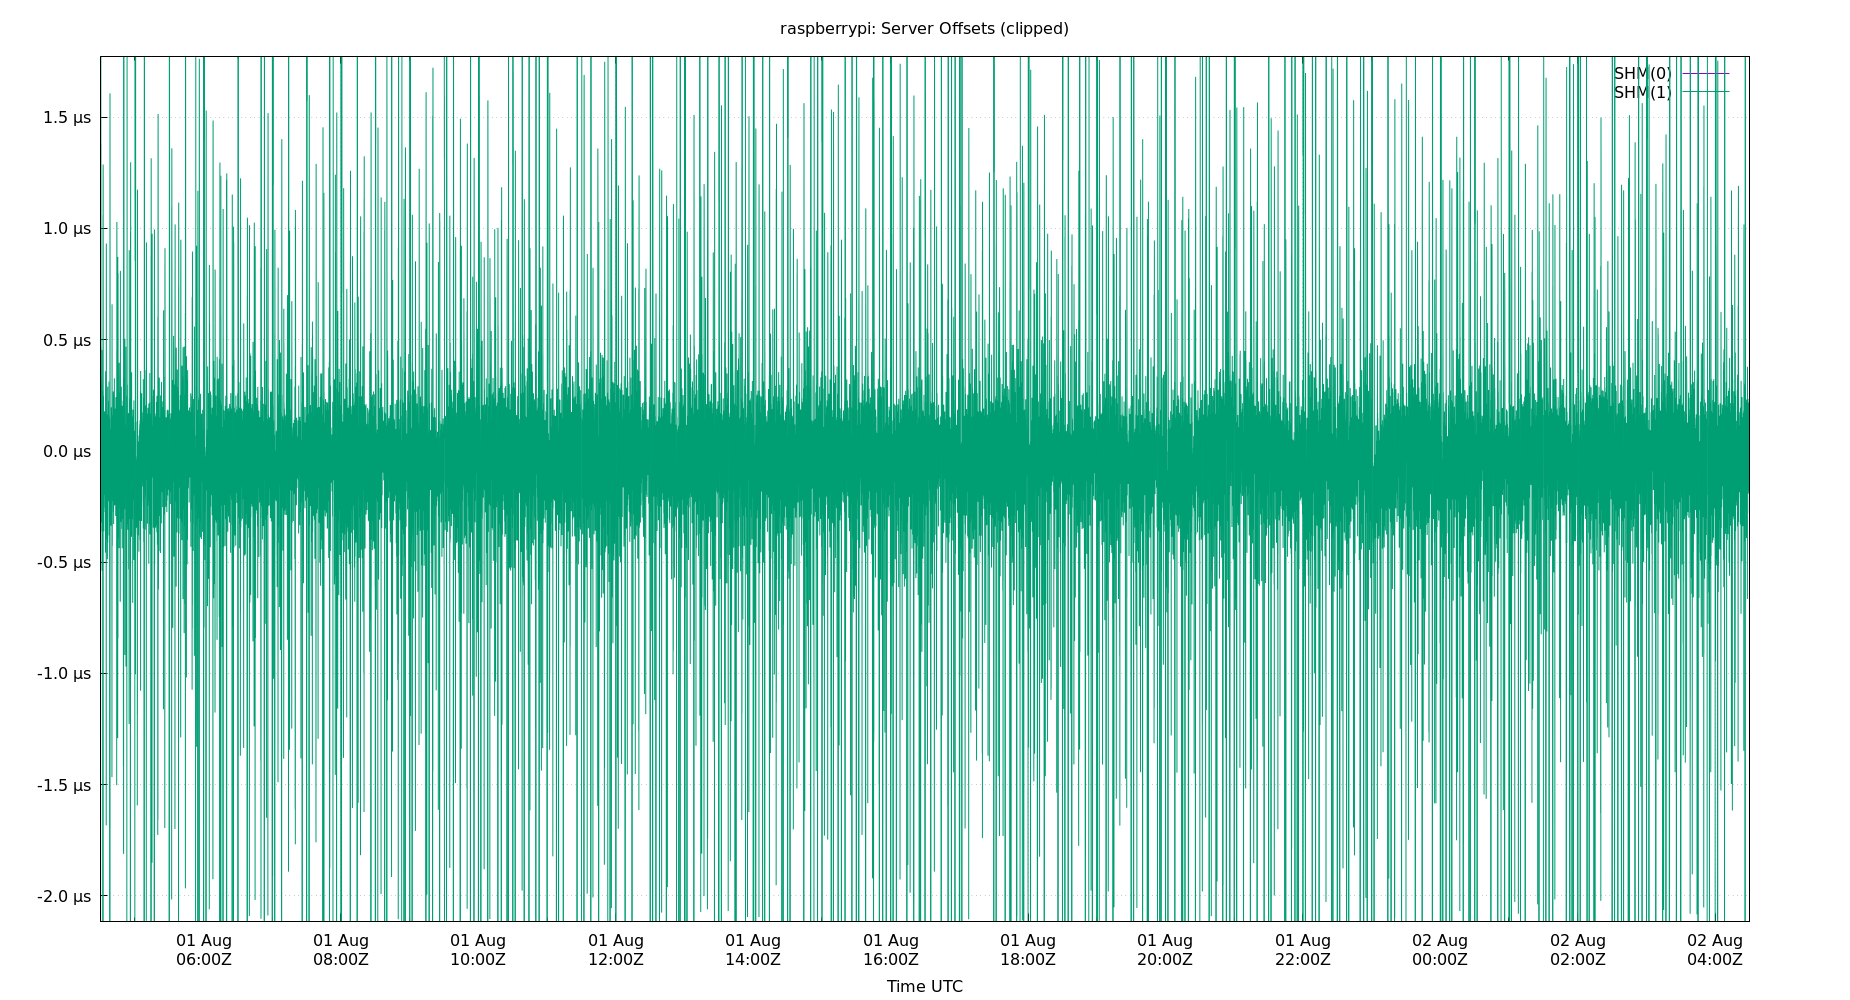 raspberrypi: Server Offsets (clipped)
SHM(0)
SHM(1)
1.5 µs
1.0 µs
0.5 µs
0.0 µs
-0.5 µs
-1.0 µs
-1.5 µs
-2.0 µs
01 Aug 01 Aug 01 Aug 01 Aug 01 Aug 01 Aug 01 Aug 01 Aug 01 Aug 02 Aug 02 Aug 02 Aug
06:00Z 08:00Z 10:00Z 12:00Z 14:00Z 16:00Z 18:00Z 20:00Z 22:00Z 00:00Z 02:00Z 04:00Z
Time UTC